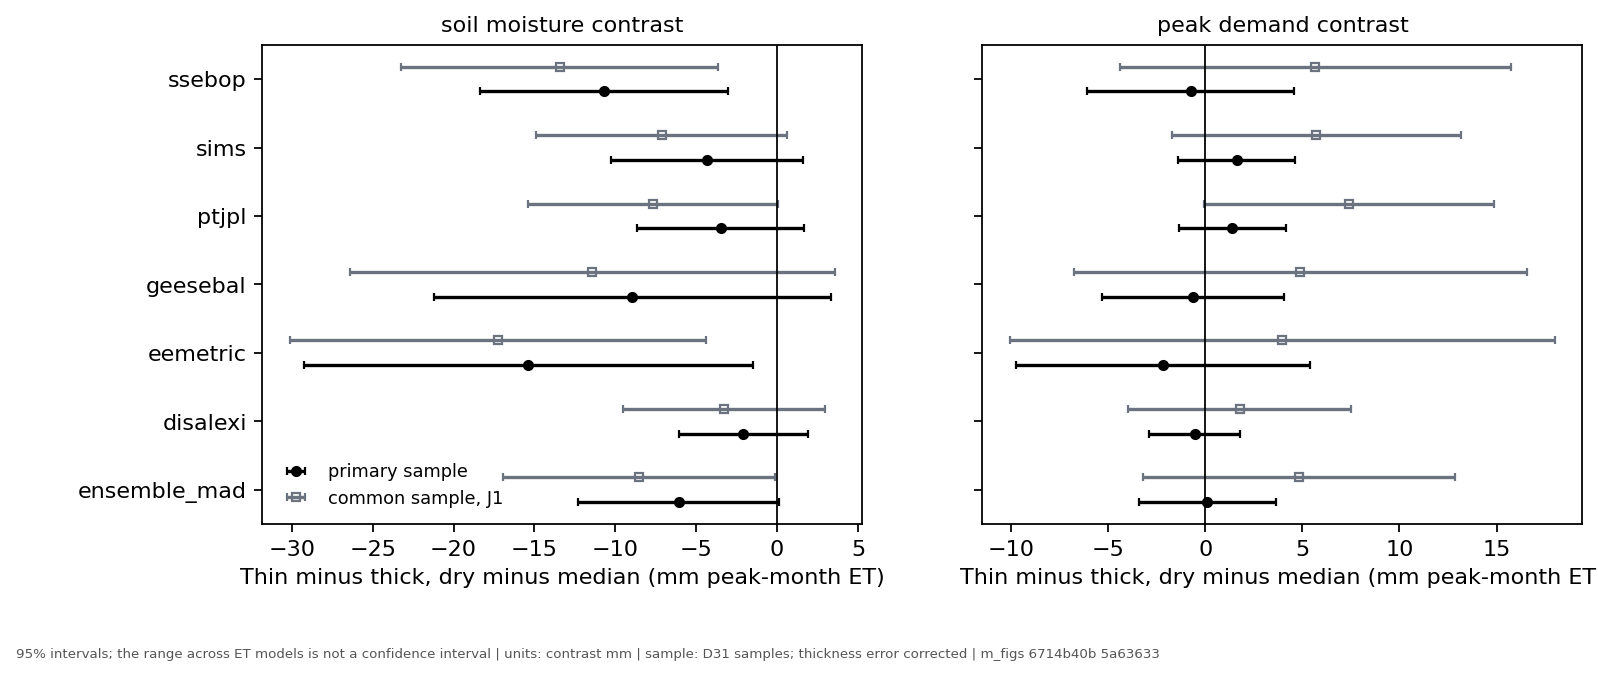 soil moisture contrast
peak demand contrast
ssebop
sims
ptjpl
geesebal
eemetric
disalexi
ensemble_mad
primary sample
common sample, J1
−30 −25 −20 −15 −10 −5 0 5
−10 −5 0 5 10 15
Thin minus thick, dry minus median (mm peak-month ET)
Thin minus thick, dry minus median (mm peak-month ET
95% intervals; the range across ET models is not a confidence interval | units: contrast mm | sample: D31 samples; thickness error corrected | m_figs 6714b40b 5a63633